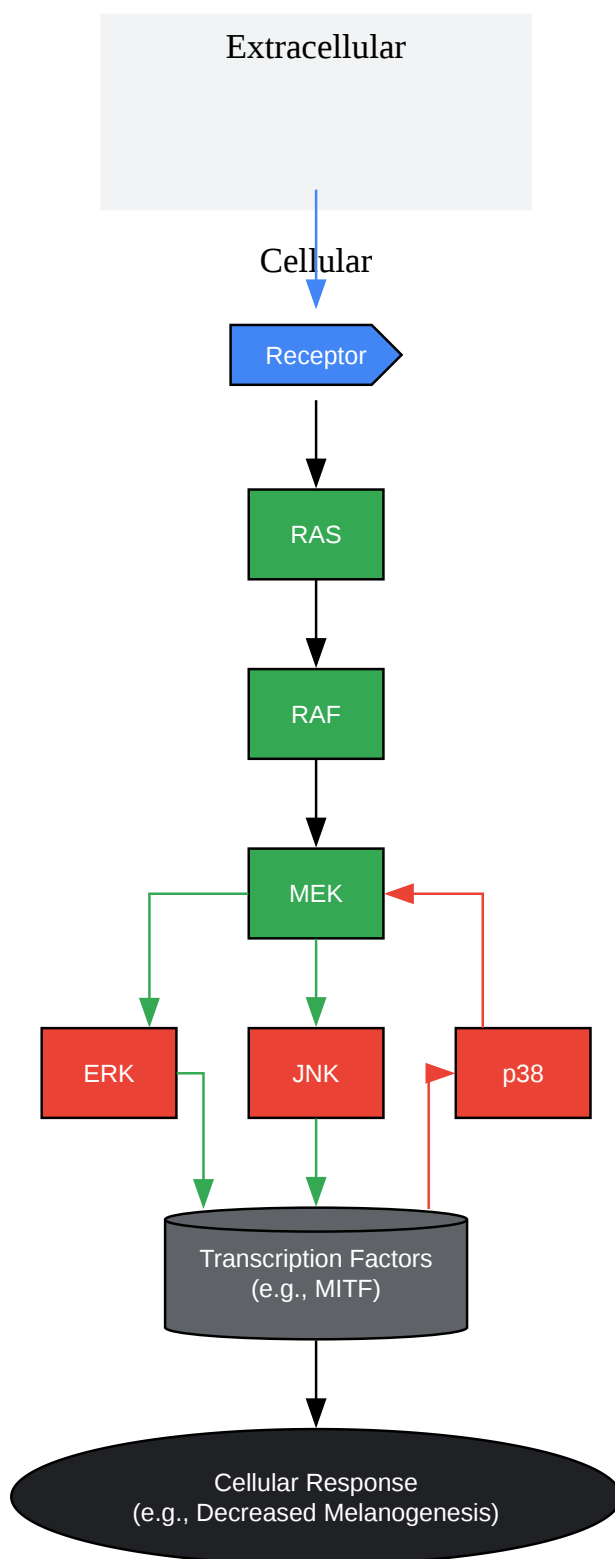 Extracellular
Cellular
Receptor
RAS
RAF
MEK
ERK
JNK
p38
Transcription Factors
(e.g., MITF)
Cellular Response
(e.g., Decreased Melanogenesis)